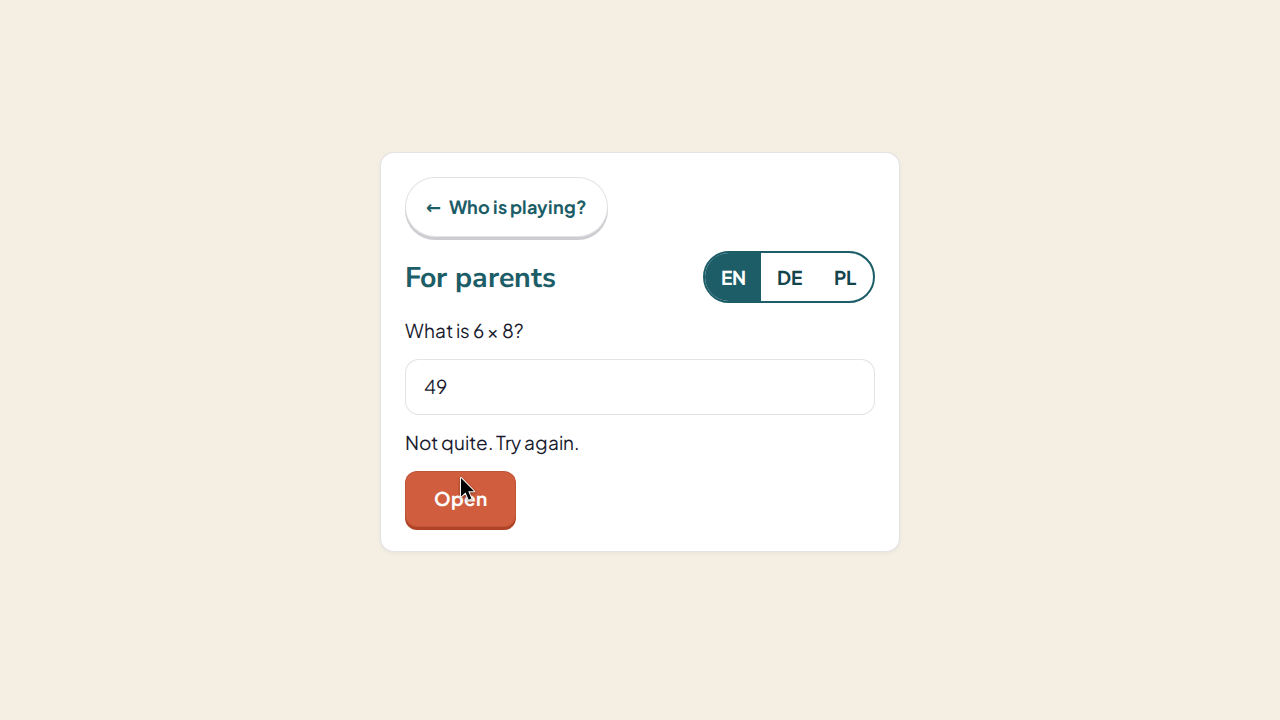 ← Who is playing?
For parents
EN DE PL
What is 6 × 8?
49
Not quite. Try again.
Open